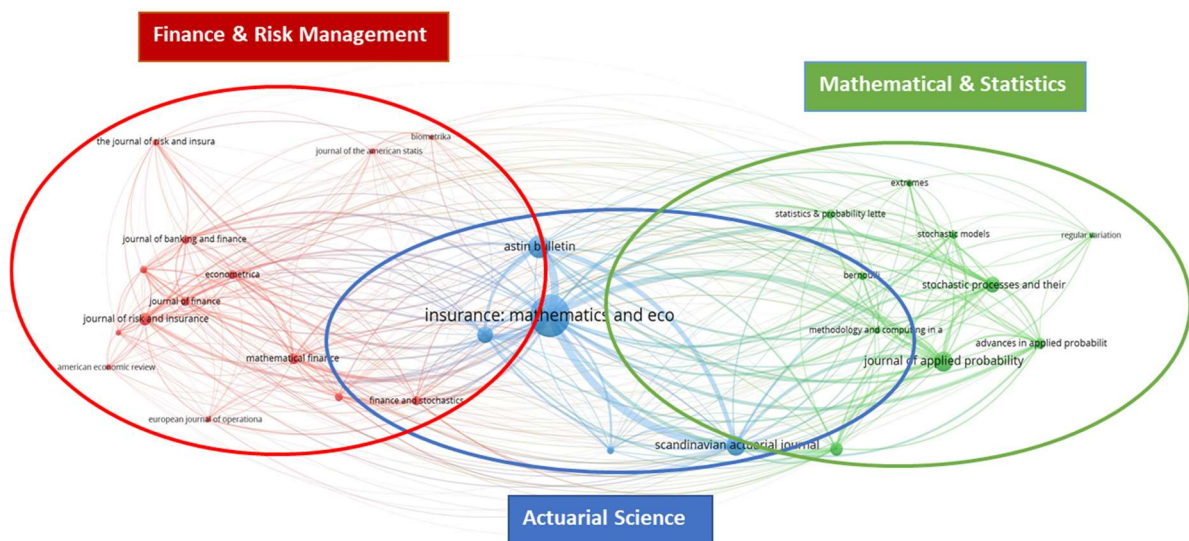 Finance & Risk Management
Mathematical & Statistics
the journal of risk and insura
biometrika
journal of the american statis
extremes
statistics & probability lette
stochastic models
regular variation
journal of banking and finance
astin bulletin
econometrica
bernoulli
stochastic processes and their
journal of finance
journal of risk and insurance
insurance: mathematics and eco
methodology and computing in a
advances in applied probabilit
mathematical finance
journal of applied probability
american economic review
finance and stochastics
european journal of operationa
scandinavian actuarial journal
Actuarial Science